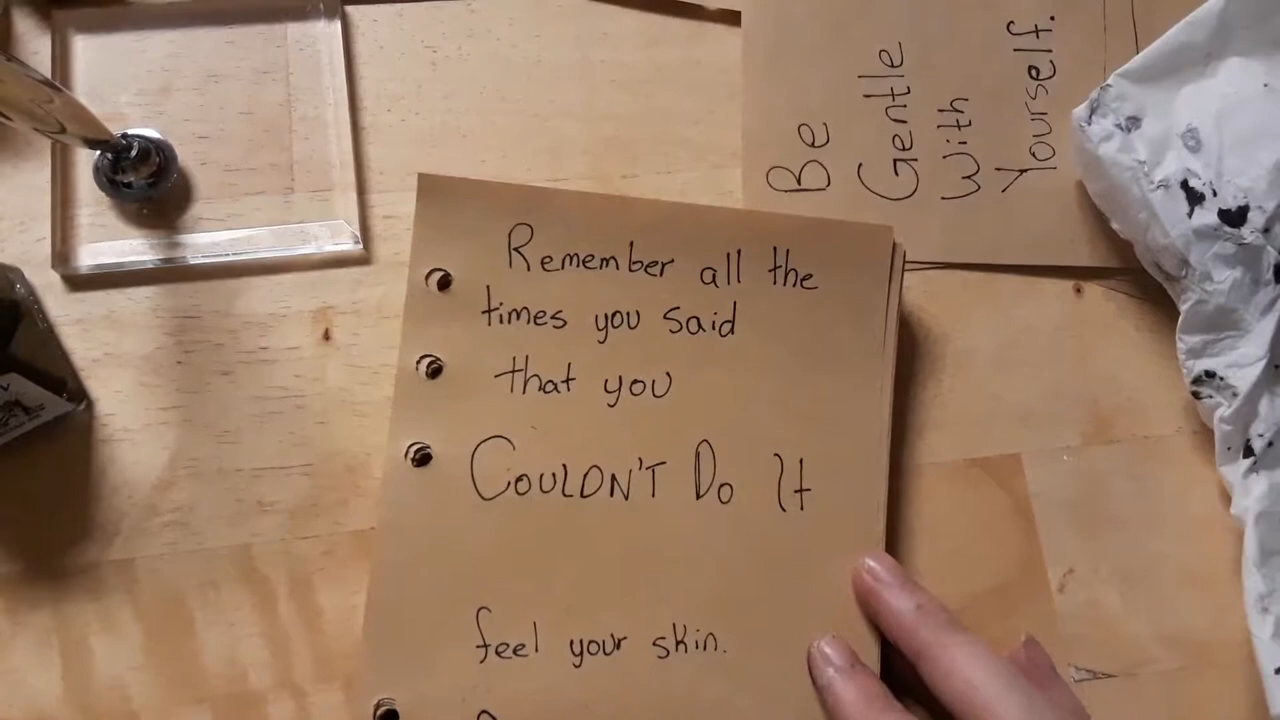 Remember all the
times you said
that you
COULDN'T DO It
feel your skin.
Be
Gentle
With
Yourself.